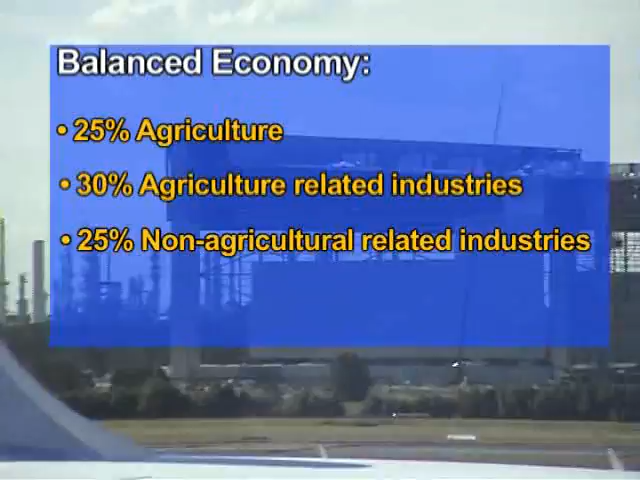 Balanced Economy:
• 25% Agriculture
• 30% Agriculture related industries
• 25% Non-agricultural related industries